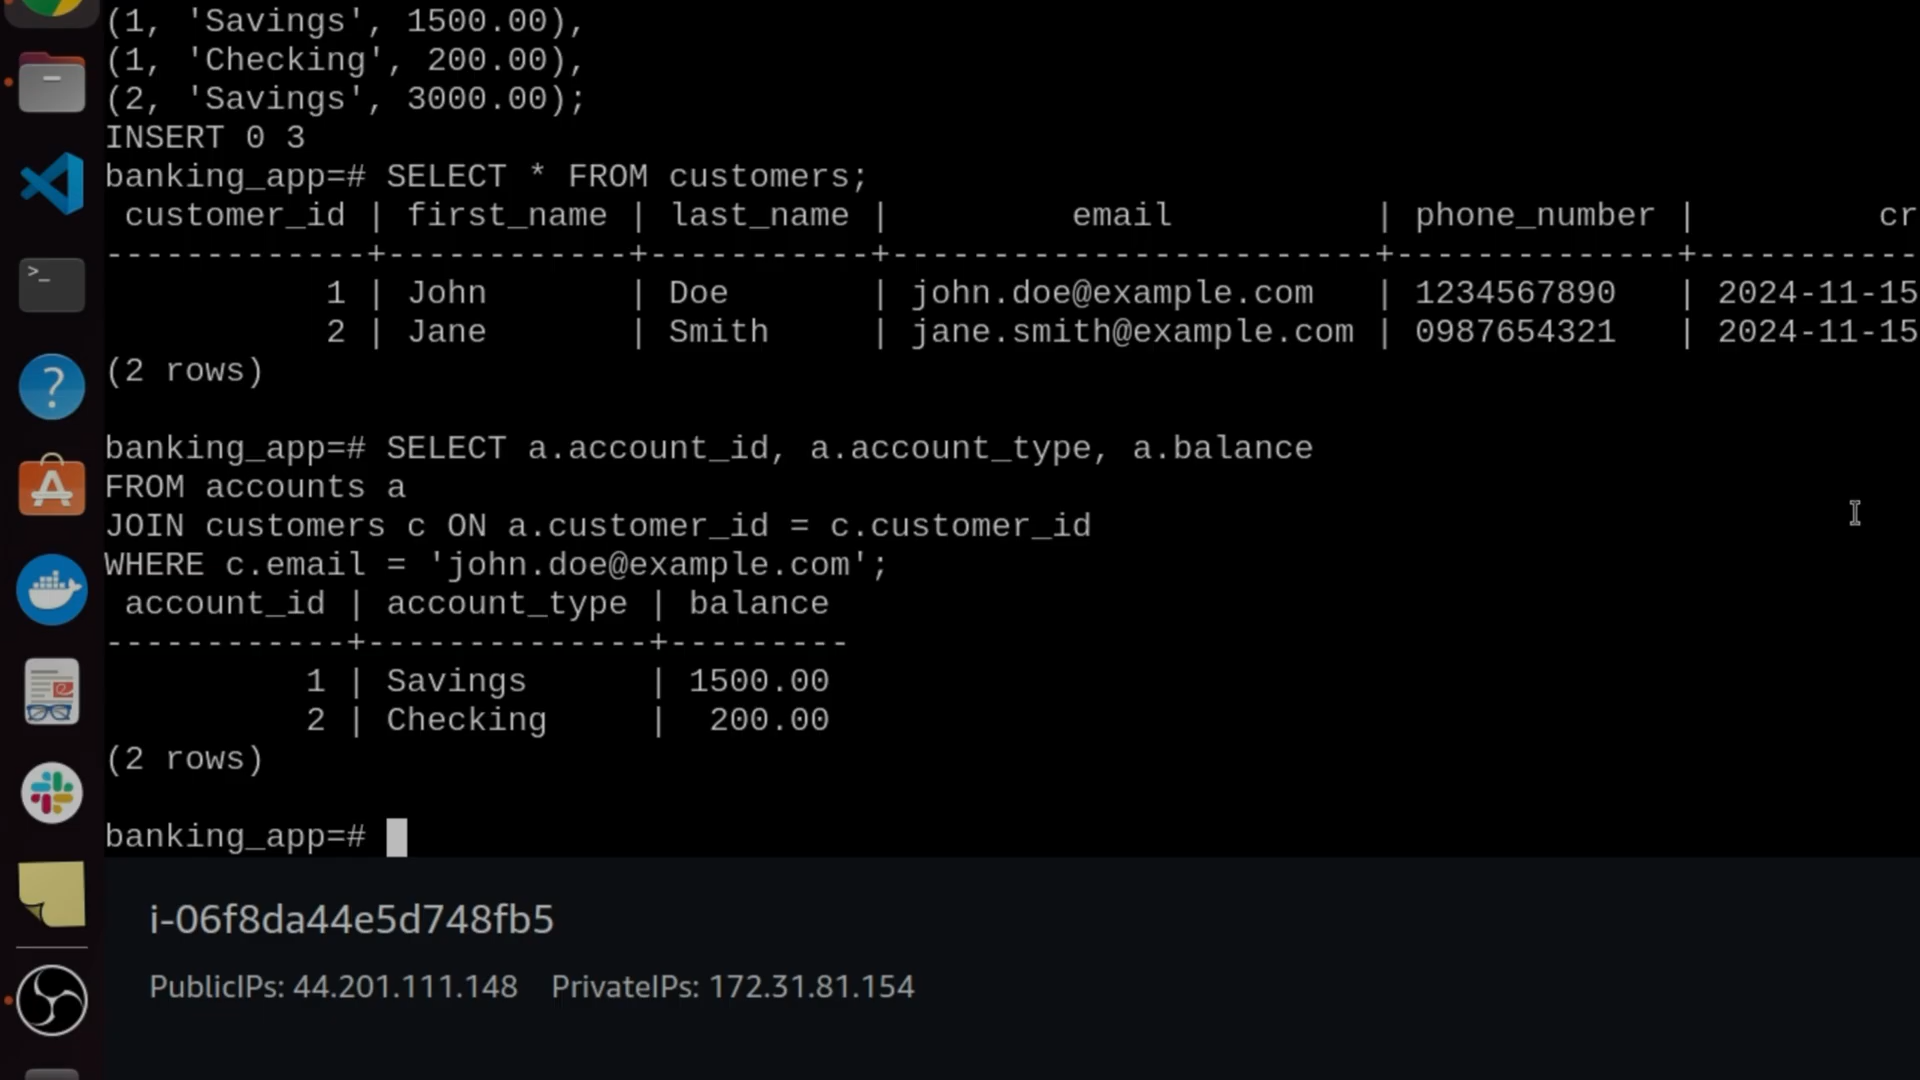 (1, 'Savings', 1500.00),
(1, 'Checking', 200.00),
(2, 'Savings', 3000.00);
INSERT 0 3
banking_app=# SELECT * FROM customers;
 customer_id | first_name | last_name |         email          | phone_number |         cr
-------------+------------+-----------+------------------------+--------------+-----------
           1 | John       | Doe       | john.doe@example.com   | 1234567890   | 2024-11-15
           2 | Jane       | Smith     | jane.smith@example.com | 0987654321   | 2024-11-15
(2 rows)
banking_app=# SELECT a.account_id, a.account_type, a.balance
FROM accounts a
JOIN customers c ON a.customer_id = c.customer_id
WHERE c.email = 'john.doe@example.com';
 account_id | account_type | balance
------------+--------------+---------
          1 | Savings      | 1500.00
          2 | Checking     |  200.00
(2 rows)
banking_app=#
i-06f8da44e5d748fb5
PublicIPs: 44.201.111.148 PrivateIPs: 172.31.81.154